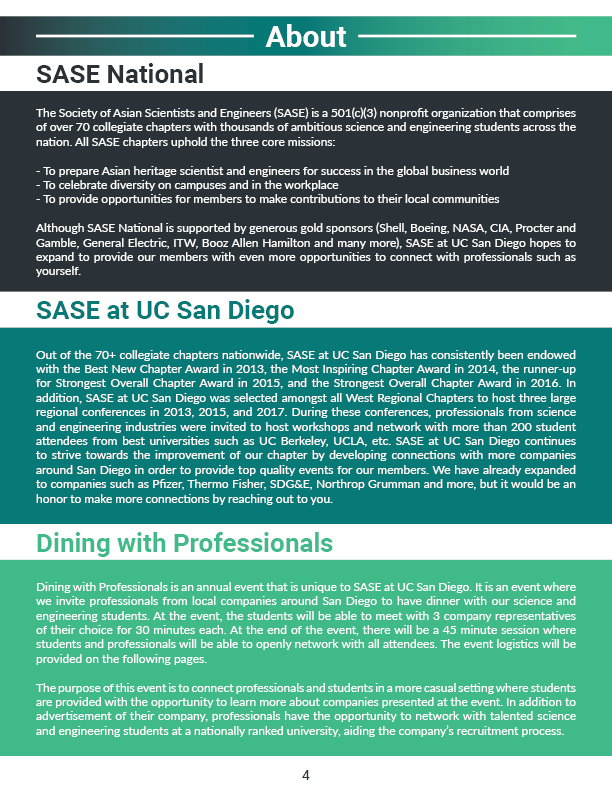 About
SASE National
The Society of Asian Scientists and Engineers (SASE) is a 501(c)(3) nonprofit organization that comprises
of over 70 collegiate chapters with thousands of ambitious science and engineering students across the
nation. All SASE chapters uphold the three core missions:
- To prepare Asian heritage scientist and engineers for success in the global business world
- To celebrate diversity on campuses and in the workplace
- To provide opportunities for members to make contributions to their local communities
Although SASE National is supported by generous gold sponsors (Shell, Boeing, NASA, CIA, Procter and
Gamble, General Electric, ITW, Booz Allen Hamilton and many more), SASE at UC San Diego hopes to
expand to provide our members with even more opportunities to connect with professionals such as
yourself.
SASE at UC San Diego
Out of the 70+ collegiate chapters nationwide, SASE at UC San Diego has consistently been endowed
with the Best New Chapter Award in 2013, the Most Inspiring Chapter Award in 2014, the runner-up
for Strongest Overall Chapter Award in 2015, and the Strongest Overall Chapter Award in 2016. In
addition, SASE at UC San Diego was selected amongst all West Regional Chapters to host three large
regional conferences in 2013, 2015, and 2017. During these conferences, professionals from science
and engineering industries were invited to host workshops and network with more than 200 student
attendees from best universities such as UC Berkeley, UCLA, etc. SASE at UC San Diego continues
to strive towards the improvement of our chapter by developing connections with more companies
around San Diego in order to provide top quality events for our members. We have already expanded
to companies such as Pfizer, Thermo Fisher, SDG&E, Northrop Grumman and more, but it would be an
honor to make more connections by reaching out to you.
Dining with Professionals
Dining with Professionals is an annual event that is unique to SASE at UC San Diego. It is an event where
we invite professionals from local companies around San Diego to have dinner with our science and
engineering students. At the event, the students will be able to meet with 3 company representatives
of their choice for 30 minutes each. At the end of the event, there will be a 45 minute session where
students and professionals will be able to openly network with all attendees. The event logistics will be
provided on the following pages.
The purpose of this event is to connect professionals and students in a more casual setting where students
are provided with the opportunity to learn more about companies presented at the event. In addition to
advertisement of their company, professionals have the opportunity to network with talented science
and engineering students at a nationally ranked university, aiding the company's recruitment process.
4